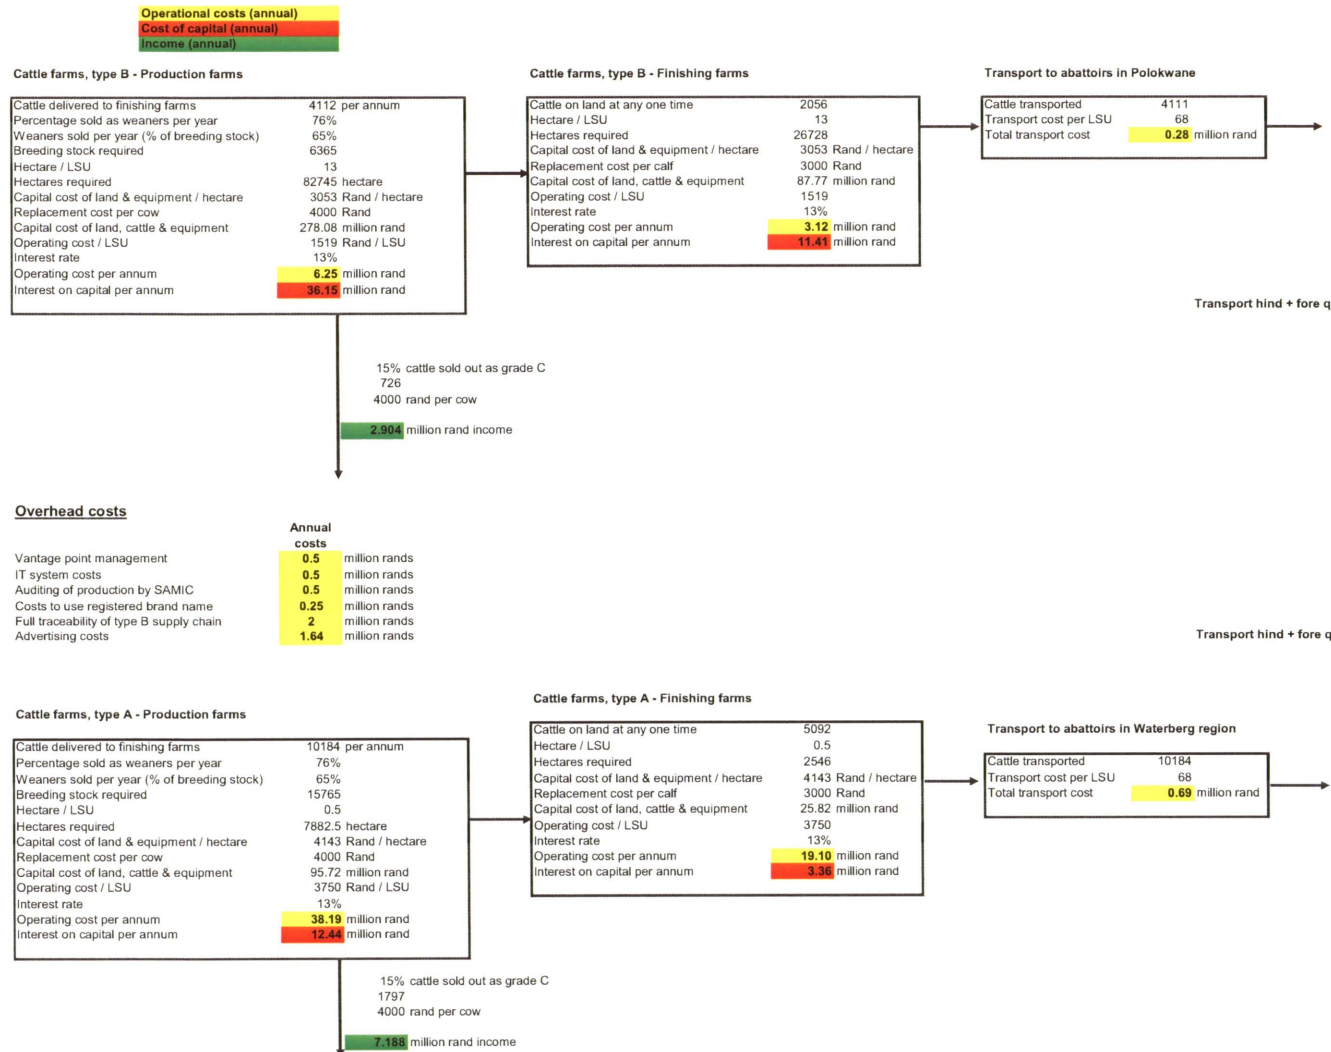 Operational costs (annual)
Cost of capital (annual)
Income (annual)
Cattle farms, type B - Production farms
Cattle delivered to finishing farms 4112 per annum
Percentage sold as weaners per year 76%
Weaners sold per year (% of breeding stock) 65%
Breeding stock required 6365
Hectare / LSU 13
Hectares required 82745 hectare
Capital cost of land & equipment / hectare 3053 Rand / hectare
Replacement cost per cow 4000 Rand
Capital cost of land, cattle & equipment 278.08 million rand
Operating cost / LSU 1519 Rand / LSU
Interest rate 13%
Operating cost per annum 6.25 million rand
Interest on capital per annum 36.15 million rand
Cattle farms, type B - Finishing farms
Cattle on land at any one time 2056
Hectare / LSU 13
Hectares required 26728
Capital cost of land & equipment / hectare 3053 Rand / hectare
Replacement cost per calf 3000 Rand
Capital cost of land, cattle & equipment 87.77 million rand
Operating cost / LSU 1519
Interest rate 13%
Operating cost per annum 3.12 million rand
Interest on capital per annum 11.41 million rand
Transport to abattoirs in Polokwane
Cattle transported 4111
Transport cost per LSU 68
Total transport cost 0.28 million rand
Transport hind + fore q
15% cattle sold out as grade C
726
4000 rand per cow
2.904 million rand income
Overhead costs
Annual
costs
Vantage point management 0.5 million rands
IT system costs 0.5 million rands
Auditing of production by SAMIC 0.5 million rands
Costs to use registered brand name 0.25 million rands
Full traceability of type B supply chain 2 million rands
Advertising costs 1.64 million rands
Transport hind + fore q
Cattle farms, type A - Production farms
Cattle delivered to finishing farms 10184 per annum
Percentage sold as weaners per year 76%
Weaners sold per year (% of breeding stock) 65%
Breeding stock required 15765
Hectare / LSU 0.5
Hectares required 7882.5 hectare
Capital cost of land & equipment / hectare 4143 Rand / hectare
Replacement cost per cow 4000 Rand
Capital cost of land, cattle & equipment 95.72 million rand
Operating cost / LSU 3750 Rand / LSU
Interest rate 13%
Operating cost per annum 38.19 million rand
Interest on capital per annum 12.44 million rand
Cattle farms, type A - Finishing farms
Cattle on land at any one time 5092
Hectare / LSU 0.5
Hectares required 2546
Capital cost of land & equipment / hectare 4143 Rand / hectare
Replacement cost per calf 3000 Rand
Capital cost of land, cattle & equipment 25.82 million rand
Operating cost / LSU 3750
Interest rate 13%
Operating cost per annum 19.10 million rand
Interest on capital per annum 3.36 million rand
Transport to abattoirs in Waterberg region
Cattle transported 10184
Transport cost per LSU 68
Total transport cost 0.69 million rand
15% cattle sold out as grade C
1797
4000 rand per cow
7.188 million rand income